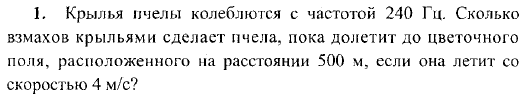 1. Крылья пчелы колеблются с частотой 240 Гц. Сколько
взмахов крыльями сделает пчела, пока долетит до цветочного
поля, расположенного на расстоянии 500 м, если она летит со
скоростью 4 м/с?